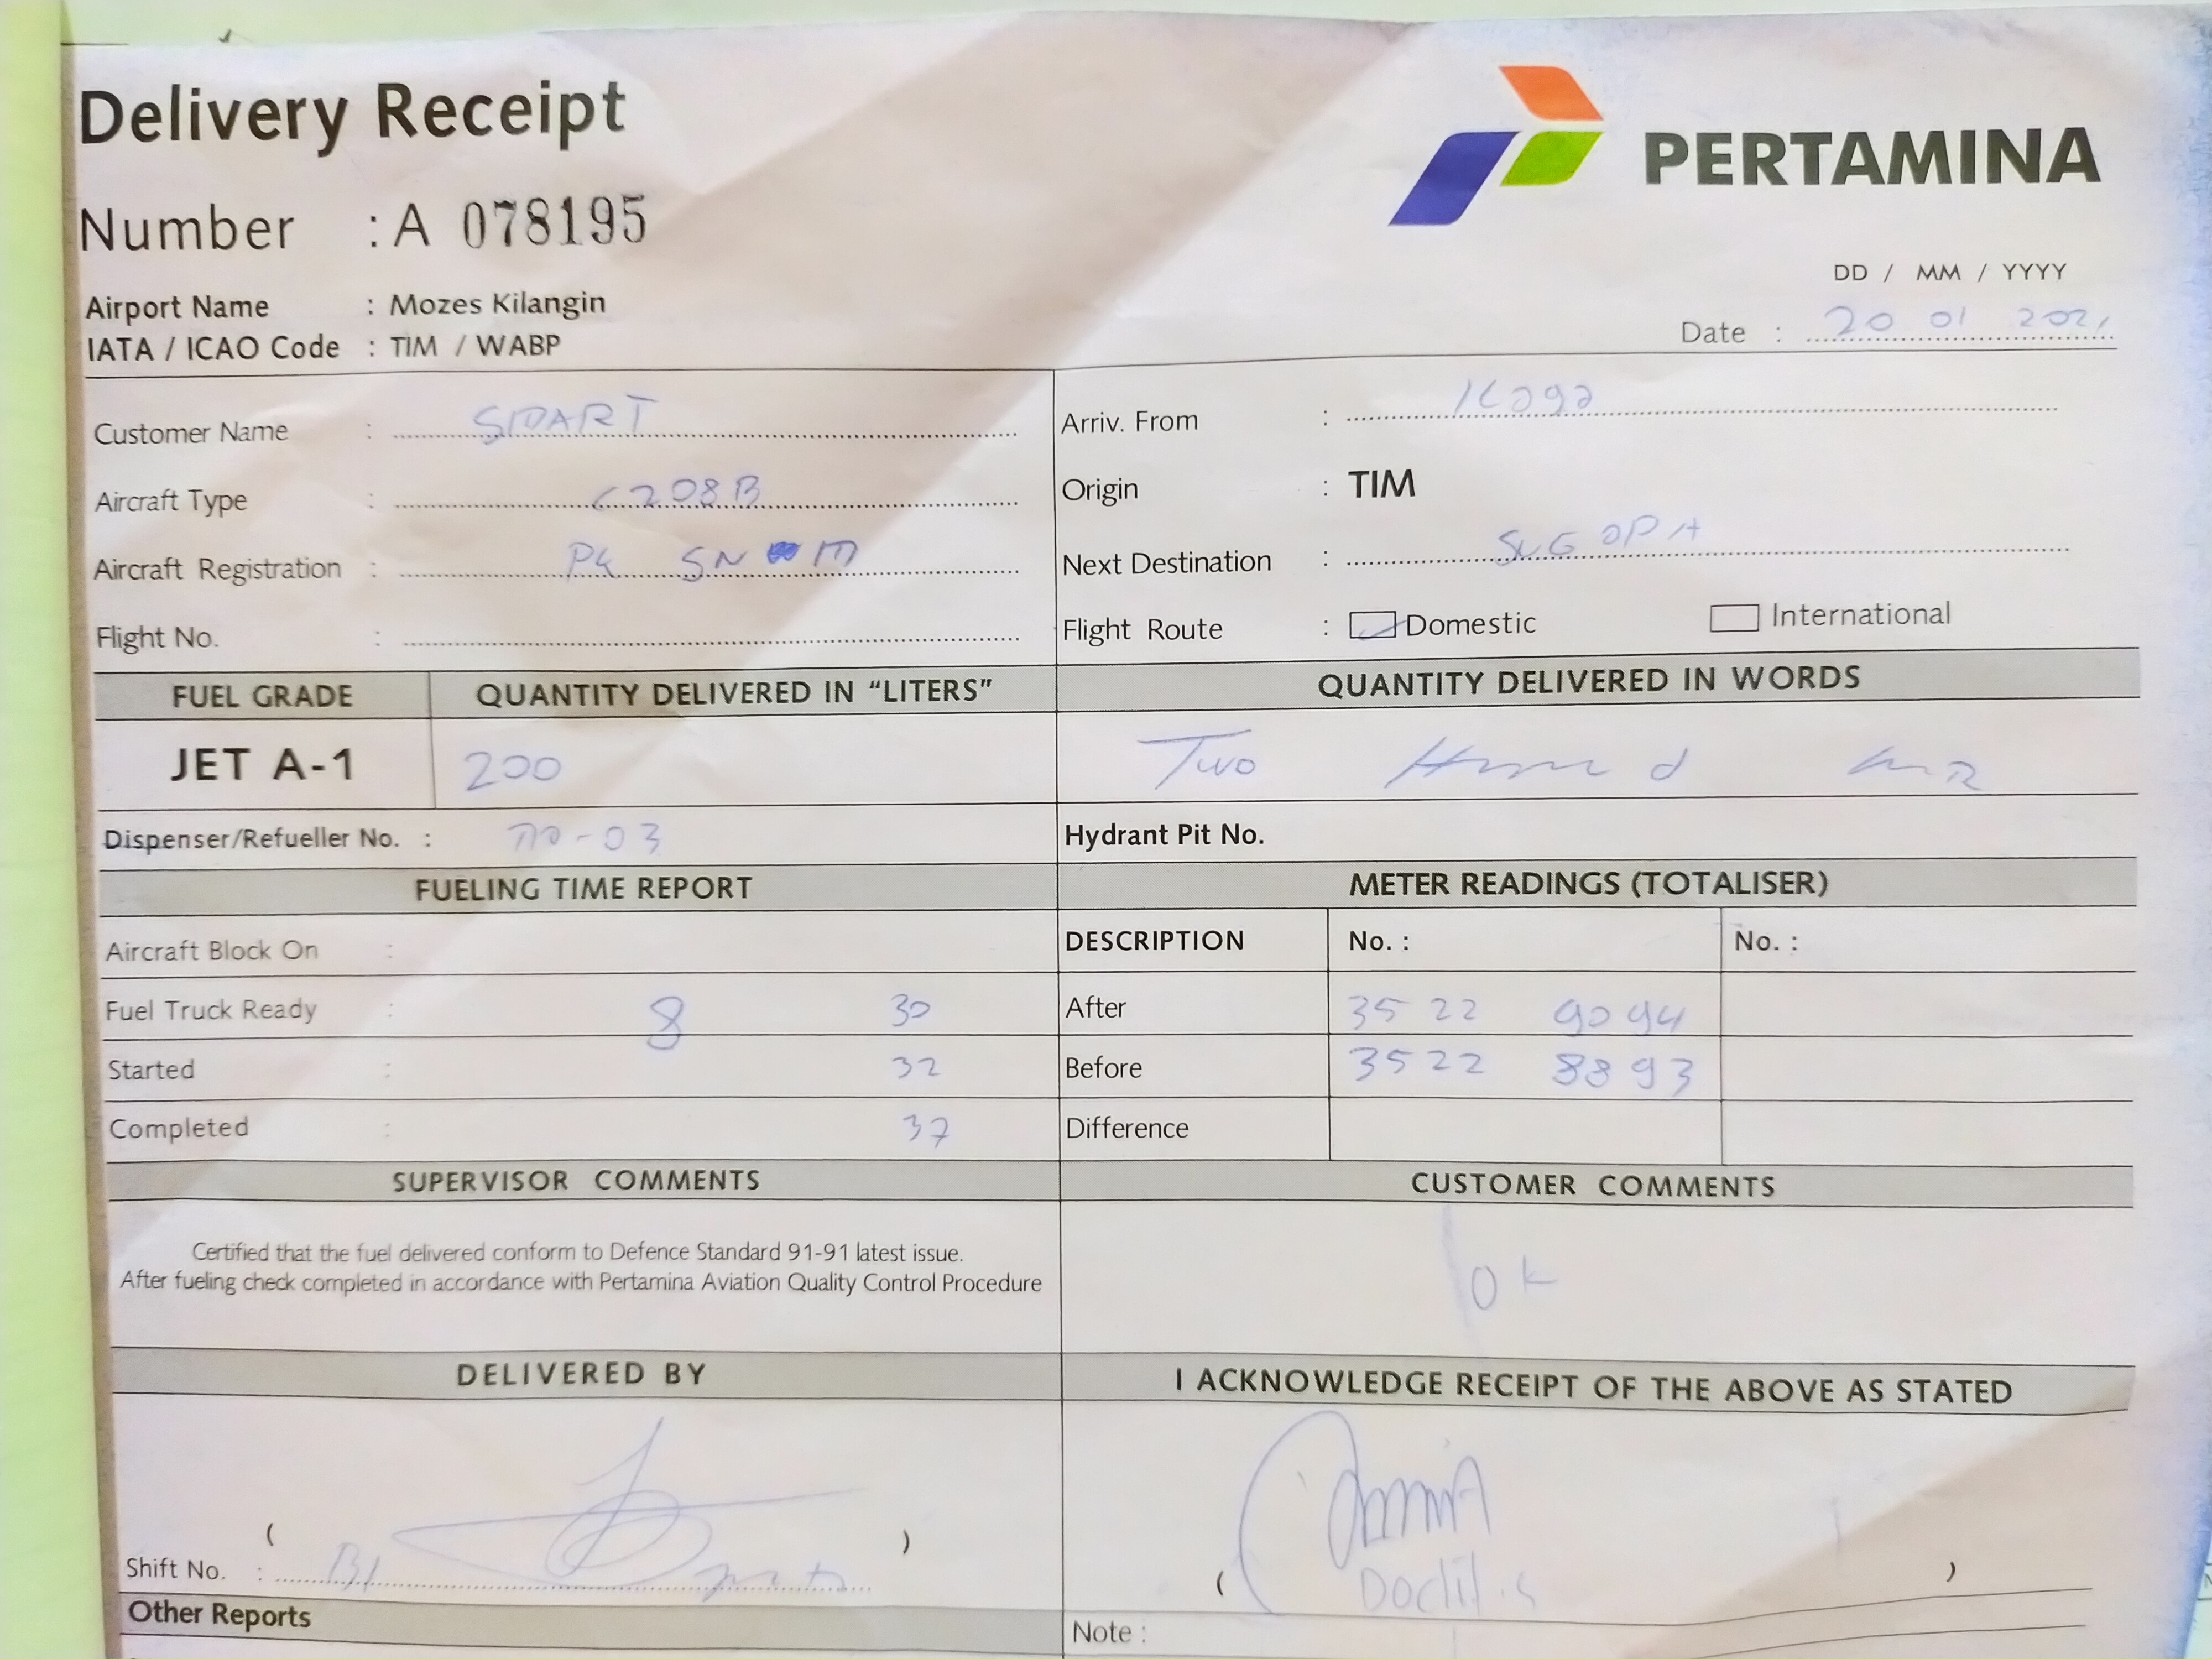 Delivery Receipt
PERTAMINA
Number : A 078195
DD / MM / YYYY
Airport Name : Mozes Kilangin
Date : 20 01 2021
IATA / ICAO Code : TIM / WABP
Customer Name : SMART
Arriv. From :
Aircraft Type : C208B
Origin : TIM
Aircraft Registration : PK SN M
Next Destination :
Flight No. :
Flight Route : Domestic International
FUEL GRADE QUANTITY DELIVERED IN "LITERS" QUANTITY DELIVERED IN WORDS
JET A-1 200 Two
Dispenser/Refueller No. : -03 Hydrant Pit No.
FUELING TIME REPORT METER READINGS (TOTALISER)
Aircraft Block On : DESCRIPTION No. : No. :
Fuel Truck Ready : 8 30 After 3522 9094
Started : 32 Before 3522 8893
Completed : 37 Difference
SUPERVISOR COMMENTS CUSTOMER COMMENTS
Certified that the fuel delivered conform to Defence Standard 91-91 latest issue.
After fueling check completed in accordance with Pertamina Aviation Quality Control Procedure
OK
DELIVERED BY I ACKNOWLEDGE RECEIPT OF THE ABOVE AS STATED
( ) ( )
Shift No. :
Other Reports Note :